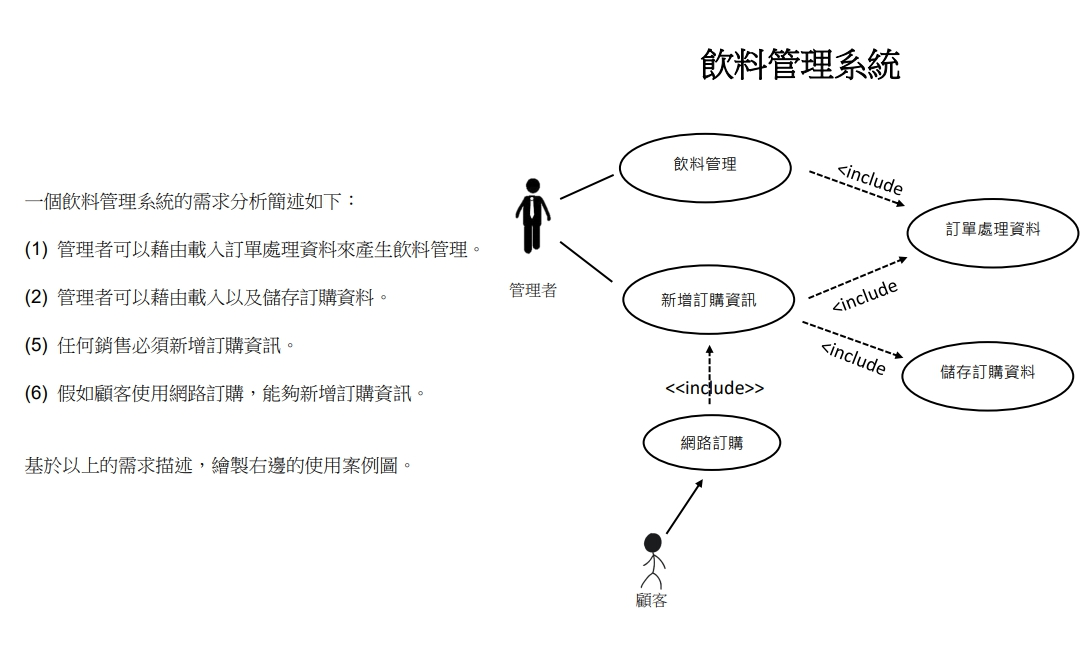 飲料管理系統
一個飲料管理系統的需求分析簡述如下：
(1) 管理者可以藉由載入訂單處理資料來產生飲料管理。
(2) 管理者可以藉由載入以及儲存訂購資料。
(5) 任何銷售必須新增訂購資訊。
(6) 假如顧客使用網路訂購，能夠新增訂購資訊。
基於以上的需求描述，繪製右邊的使用案例圖。
飲料管理
<include
訂單處理資料
管理者
新增訂購資訊
<include
<include
儲存訂購資料
<<include>>
網路訂購
顧客